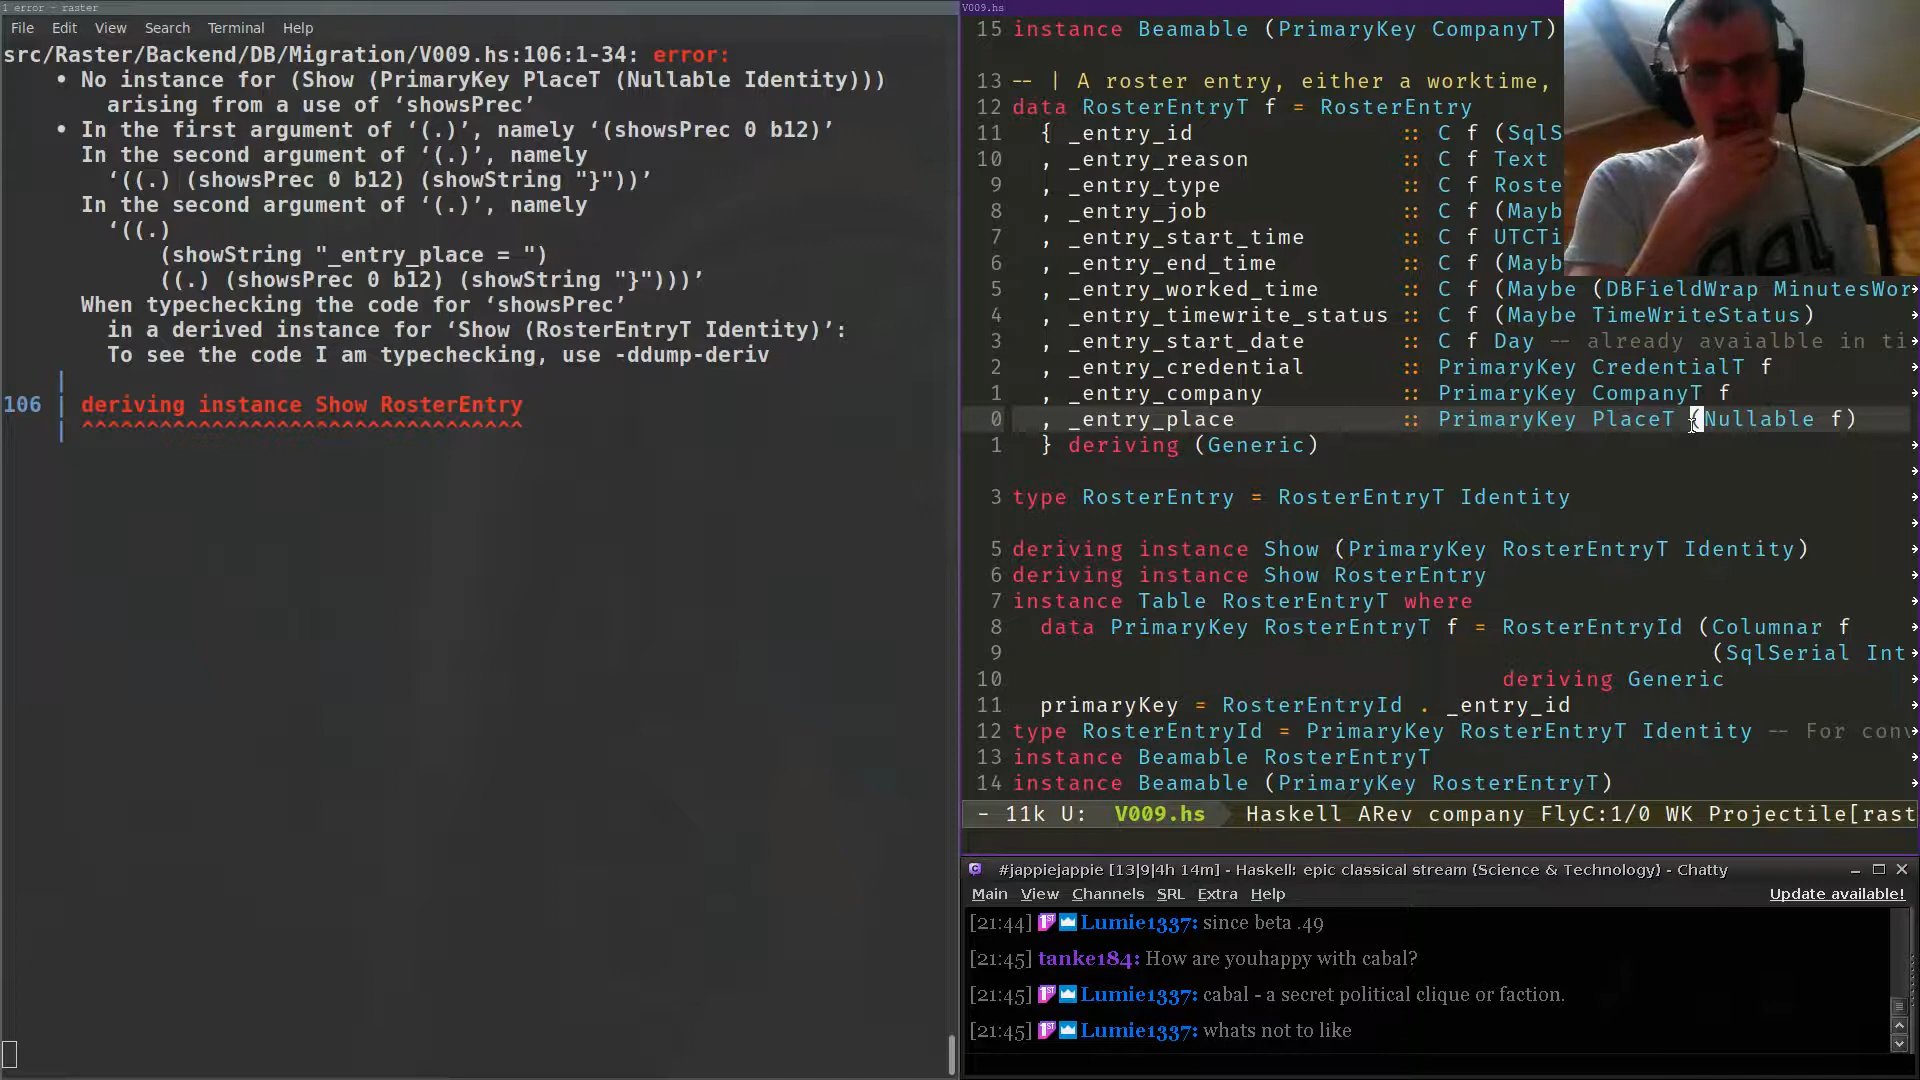 1 error - raster
File Edit View Search Terminal Help
src/Raster/Backend/DB/Migration/V009.hs:106:1-34: error:
• No instance for (Show (PrimaryKey PlaceT (Nullable Identity)))
arising from a use of ‘showsPrec’
• In the first argument of ‘(.)’, namely ‘(showsPrec 0 b12)’
In the second argument of ‘(.)’, namely
‘((.) (showsPrec 0 b12) (showString "}"))’
In the second argument of ‘(.)’, namely
‘((.)
(showString "_entry_place = ")
((.) (showsPrec 0 b12) (showString "}")))’
When typechecking the code for ‘showsPrec’
in a derived instance for ‘Show (RosterEntryT Identity)’:
To see the code I am typechecking, use -ddump-deriv
|
106 | deriving instance Show RosterEntry
| ^^^^^^^^^^^^^^^^^^^^^^^^^^^^^^^^^^
V009.hs
15 instance Beamable (PrimaryKey CompanyT)
13 -- | A roster entry, either a worktime,
12 data RosterEntryT f = RosterEntry
11 { _entry_id :: C f (SqlS
10 , _entry_reason :: C f Text
9 , _entry_type :: C f Roste
8 , _entry_job :: C f (Mayb
7 , _entry_start_time :: C f UTCTi
6 , _entry_end_time :: C f (Mayb
5 , _entry_worked_time :: C f (Maybe (DBFieldWrap MinutesWor
4 , _entry_timewrite_status :: C f (Maybe TimeWriteStatus)
3 , _entry_start_date :: C f Day -- already avaialble in ti
2 , _entry_credential :: PrimaryKey CredentialT f
1 , _entry_company :: PrimaryKey CompanyT f
0 , _entry_place :: PrimaryKey PlaceT (Nullable f)
1 } deriving (Generic)
3 type RosterEntry = RosterEntryT Identity
5 deriving instance Show (PrimaryKey RosterEntryT Identity)
6 deriving instance Show RosterEntry
7 instance Table RosterEntryT where
8 data PrimaryKey RosterEntryT f = RosterEntryId (Columnar f
9 (SqlSerial Int
10 deriving Generic
11 primaryKey = RosterEntryId . _entry_id
12 type RosterEntryId = PrimaryKey RosterEntryT Identity -- For conv
13 instance Beamable RosterEntryT
14 instance Beamable (PrimaryKey RosterEntryT)
- 11k U: V009.hs Haskell ARev company FlyC:1/0 WK Projectile[rast
#jappiejappie [13|9|4h 14m] - Haskell: epic classical stream (Science & Technology) - Chatty
Main View Channels SRL Extra Help Update available!
[21:44] Lumie1337: since beta .49
[21:45] tanke184: How are youhappy with cabal?
[21:45] Lumie1337: cabal - a secret political clique or faction.
[21:45] Lumie1337: whats not to like